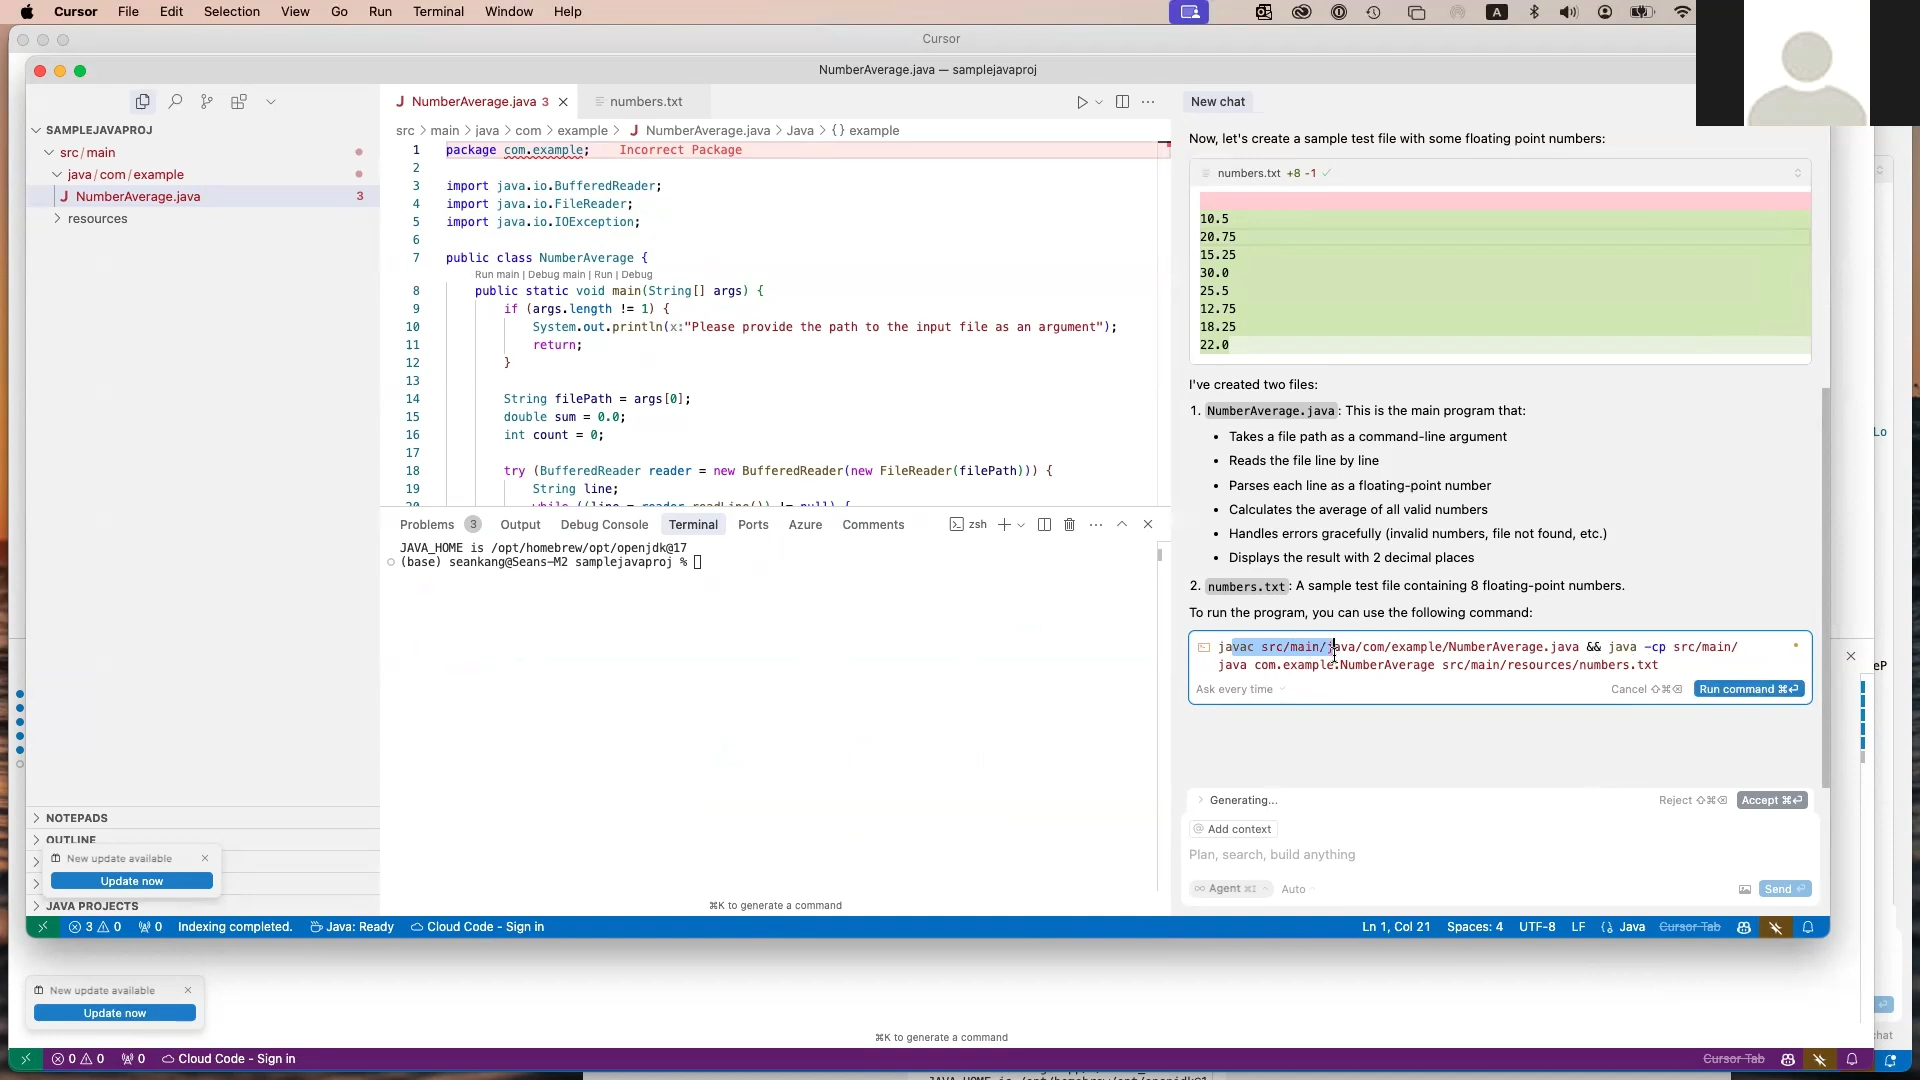 Cursor File Edit Selection View Go Run Terminal Window Help
A
Cursor
NumberAverage.java — samplejavaproj
NumberAverage.java 3
numbers.txt
New chat
SAMPLEJAVAPROJ
src/main
java/com/example
NumberAverage.java 3
resources
src > main > java > com > example > NumberAverage.java > Java > {} example
1 package com.example; Incorrect Package
2
3 import java.io.BufferedReader;
4 import java.io.FileReader;
5 import java.io.IOException;
6
7 public class NumberAverage {
Run main | Debug main | Run | Debug
8 public static void main(String[] args) {
9 if (args.length != 1) {
10 System.out.println(x:"Please provide the path to the input file as an argument");
11 return;
12 }
13
14 String filePath = args[0];
15 double sum = 0.0;
16 int count = 0;
17
18 try (BufferedReader reader = new BufferedReader(new FileReader(filePath))) {
19 String line;
20 while ((line = reader.readLine()) != null) {
Problems 3 Output Debug Console Terminal Ports Azure Comments
zsh
JAVA_HOME is /opt/homebrew/opt/openjdk@17
(base) seankang@Seans-M2 samplejavaproj %
⌘K to generate a command
Now, let's create a sample test file with some floating point numbers:
numbers.txt +8 -1
10.5
20.75
15.25
30.0
25.5
12.75
18.25
22.0
I've created two files:
1. NumberAverage.java: This is the main program that:
• Takes a file path as a command-line argument
• Reads the file line by line
• Parses each line as a floating-point number
• Calculates the average of all valid numbers
• Handles errors gracefully (invalid numbers, file not found, etc.)
• Displays the result with 2 decimal places
2. numbers.txt: A sample test file containing 8 floating-point numbers.
To run the program, you can use the following command:
javac src/main/java/com/example/NumberAverage.java && java -cp src/main/
java com.example.NumberAverage src/main/resources/numbers.txt
Ask every time
Cancel ⇧⌘⌫
Run command ⌘⏎
Generating...
Reject ⇧⌘⌫
Accept ⌘⏎
@ Add context
Plan, search, build anything
∞ Agent ⌘I
Auto
Send ⏎
NOTEPADS
OUTLINE
New update available
Update now
JAVA PROJECTS
3 0 0 Indexing completed. Java: Ready Cloud Code - Sign in
Ln 1, Col 21 Spaces: 4 UTF-8 LF {} Java Cursor Tab
Lo
eP
hat
New update available
Update now
⌘K to generate a command
0 0 0 Cloud Code - Sign in
Cursor Tab